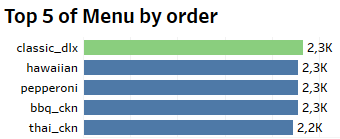 Top 5 of Menu by order
classic_dlx 2,3K
hawaiian 2,3K
pepperoni 2,3K
bbq_ckn 2,3K
thai_ckn 2,2K